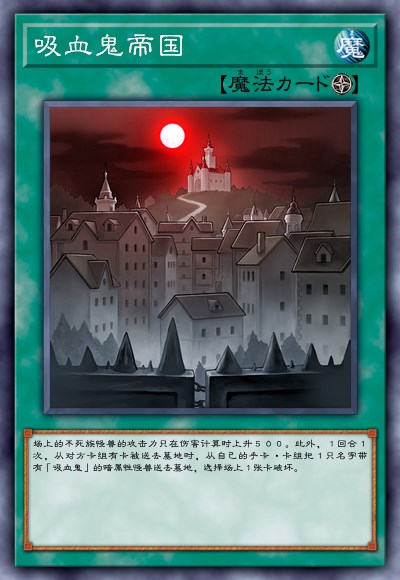 吸血鬼帝国
魔
【魔法カード】
ま ほう
场上的不死族怪兽的攻击力只在伤害计算时上升５００。此外，１回合１
次，从对方卡组有卡被送去墓地时，从自己的手卡・卡组把１只名字带
有「吸血鬼」的暗属性怪兽送去墓地，选择场上１张卡破坏。